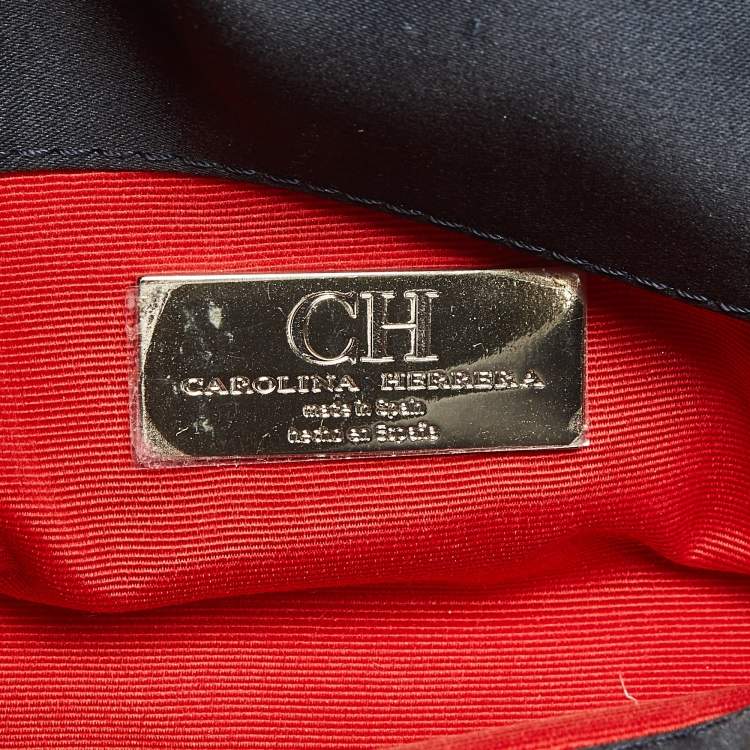 CH
CAROLINA HERRERA
made in Spain
hecho en España